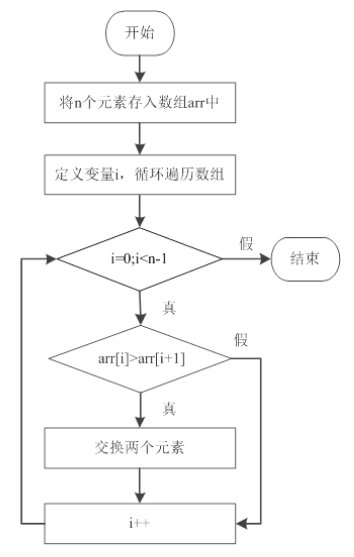 开始
将n个元素存入数组arr中
定义变量i，循环遍历数组
i=0;i<n-1
假
结束
真
arr[i]>arr[i+1]
假
真
交换两个元素
i++